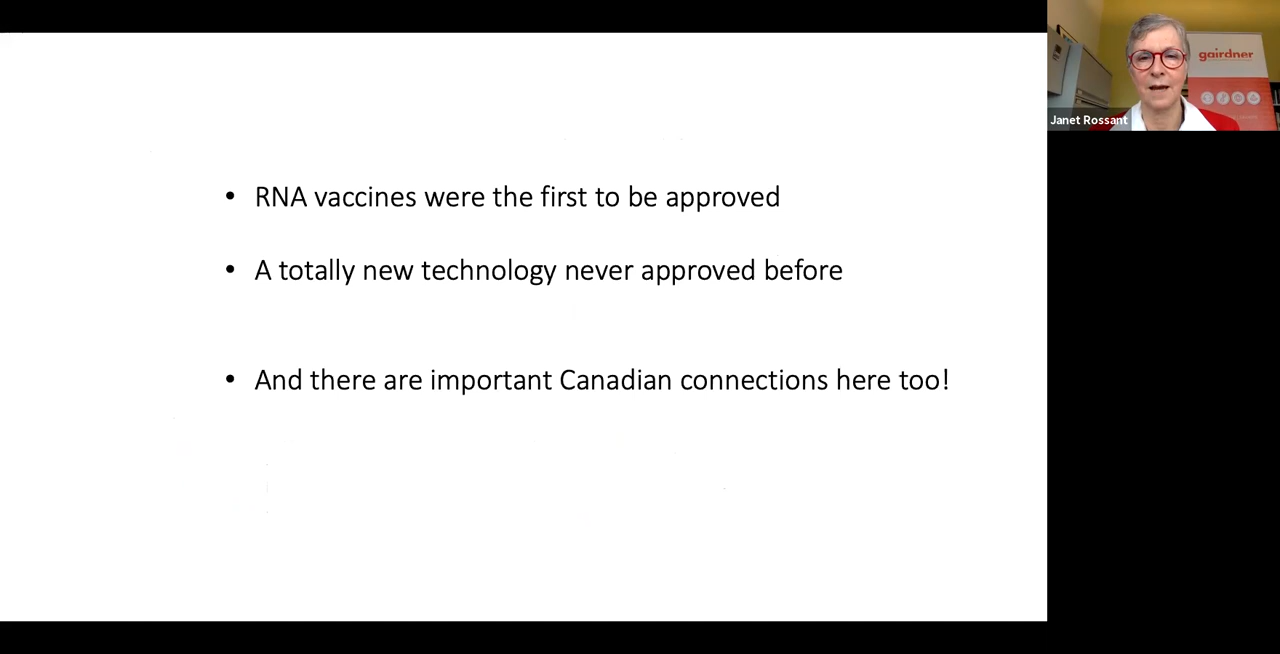 • RNA vaccines were the first to be approved
• A totally new technology never approved before
• And there are important Canadian connections here too!
gairdner
Janet Rossant